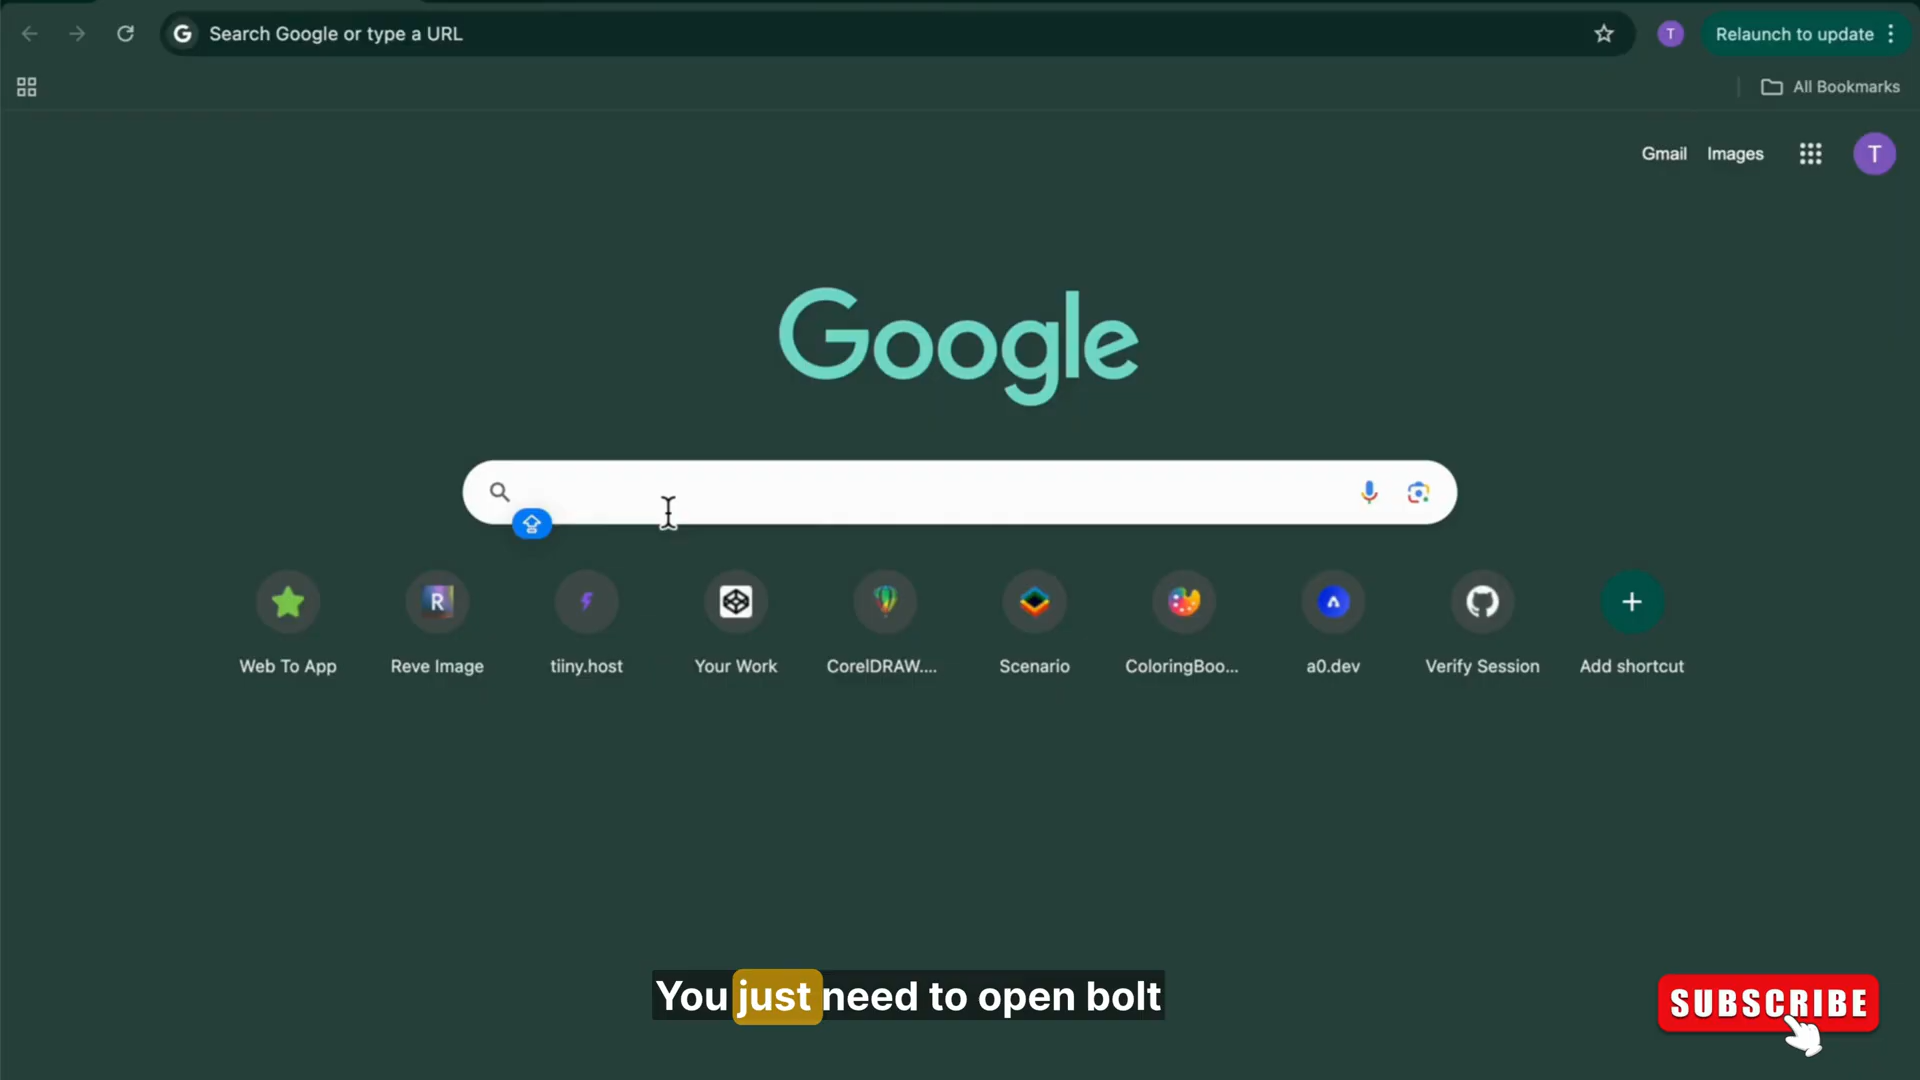 Search Google or type a URL
T
Relaunch to update
All Bookmarks
Gmail
Images
T
Google
Web To App
Reve Image
tiiny.host
Your Work
CorelDRAW....
Scenario
ColoringBoo...
a0.dev
Verify Session
Add shortcut
You just need to open bolt
SUBSCRIBE